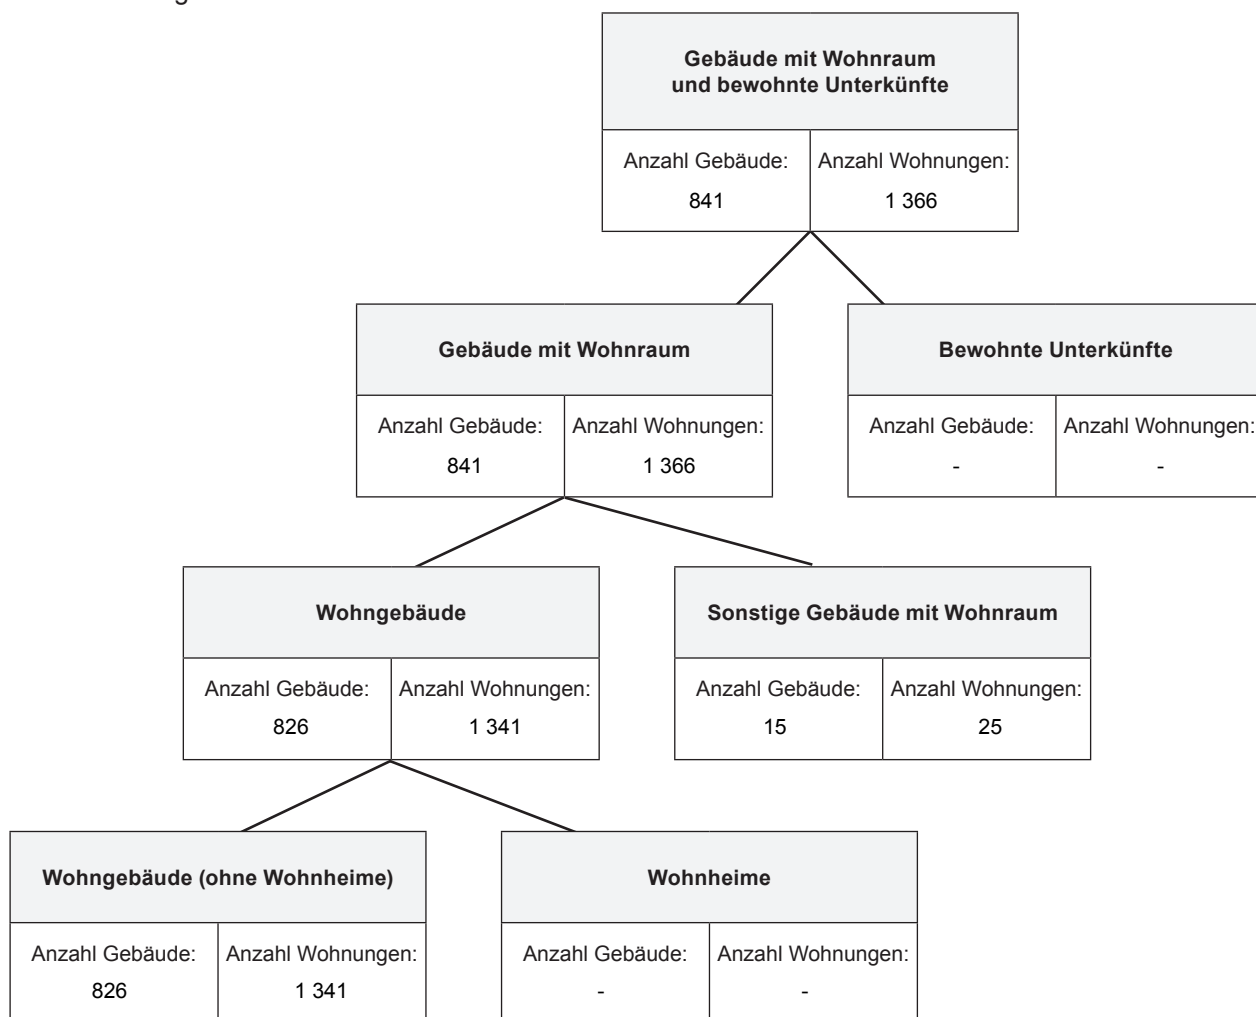 Gebäude mit Wohnraum
und bewohnte Unterkünfte
Anzahl Gebäude: Anzahl Wohnungen:
841 1 366
Gebäude mit Wohnraum Bewohnte Unterkünfte
Anzahl Gebäude: Anzahl Wohnungen: Anzahl Gebäude: Anzahl Wohnungen:
841 1 366 - -
Wohngebäude Sonstige Gebäude mit Wohnraum
Anzahl Gebäude: Anzahl Wohnungen: Anzahl Gebäude: Anzahl Wohnungen:
826 1 341 15 25
Wohngebäude (ohne Wohnheime) Wohnheime
Anzahl Gebäude: Anzahl Wohnungen: Anzahl Gebäude: Anzahl Wohnungen:
826 1 341 - -